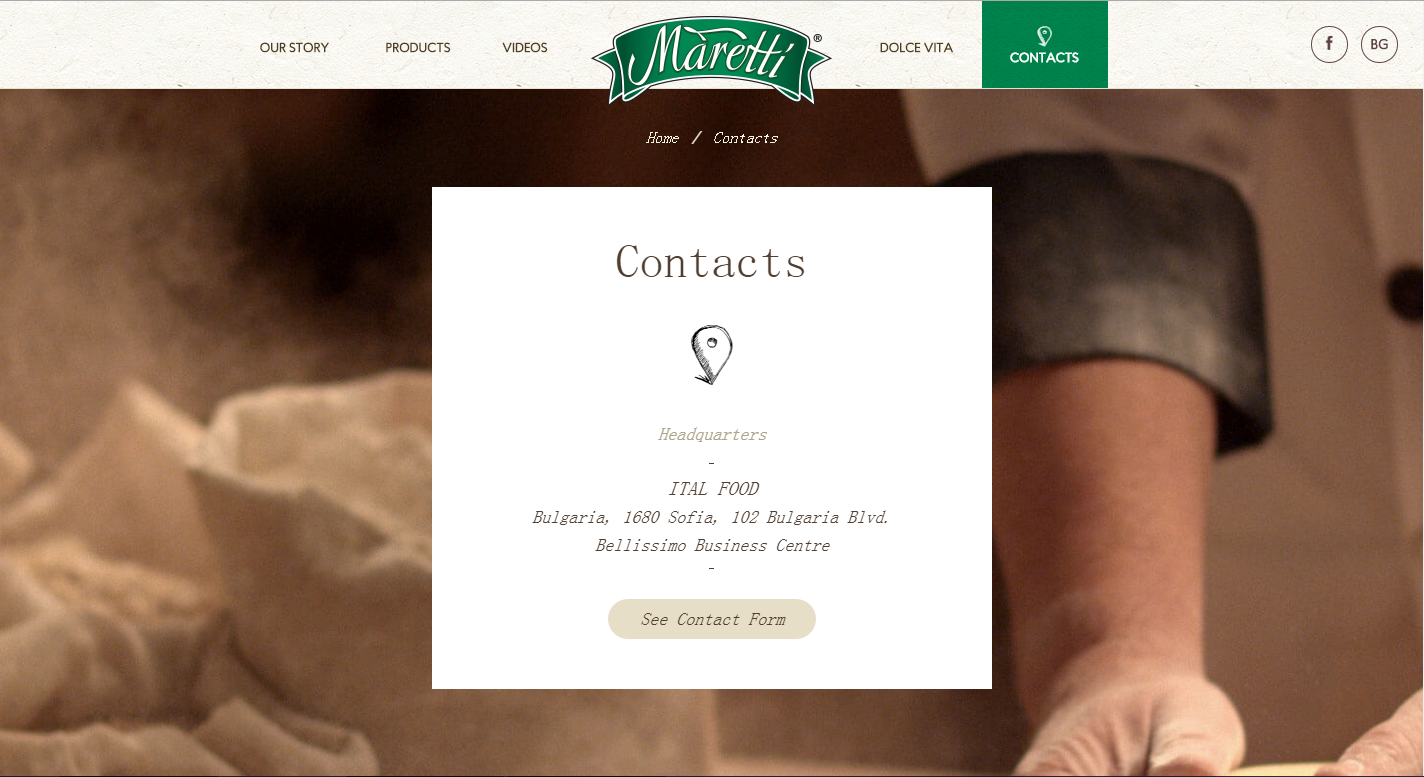 OUR STORY
PRODUCTS
VIDEOS
Maretti ®
DOLCE VITA
CONTACTS
f
BG
Home / Contacts
Contacts
Headquarters
-
ITAL FOOD
Bulgaria, 1680 Sofia, 102 Bulgaria Blvd.
Bellissimo Business Centre
-
See Contact Form